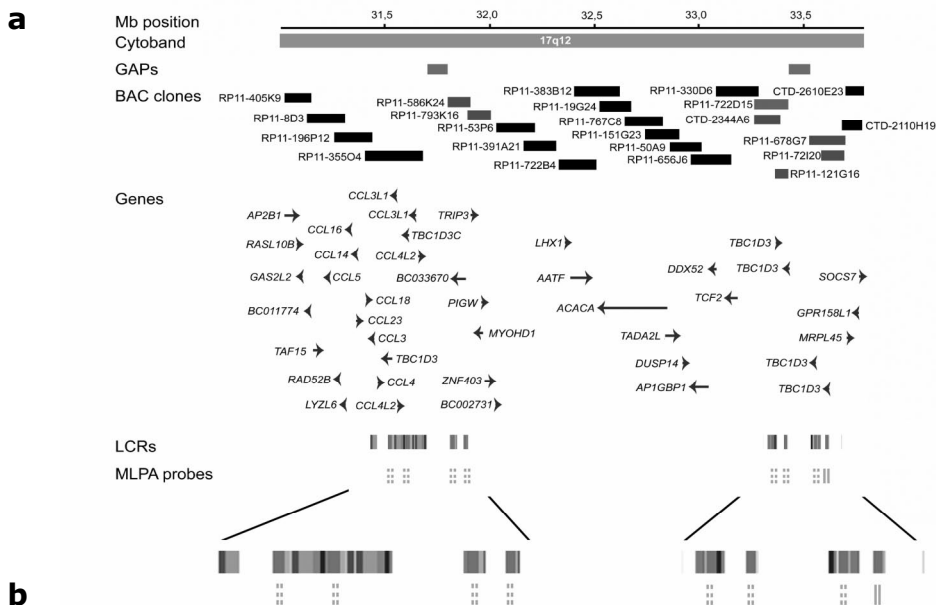 a
Mb position 31,5 32,0 32,5 33,0 33,5
Cytoband 17q12
GAPs
BAC clones
RP11-383B12 RP11-330D6 CTD-2610E23
RP11-405K9 RP11-586K24 RP11-19G24 RP11-722D15
RP11-793K16
RP11-8D3 RP11-53P6 RP11-767C8 CTD-2344A6 CTD-2110H19
RP11-196P12 RP11-391A21 RP11-151G23 RP11-678G7
RP11-50A9
RP11-355O4 RP11-722B4 RP11-656J6 RP11-72I20
RP11-121G16
Genes
CCL3L1
AP2B1 CCL3L1 TRIP3
CCL16 TBC1D3C
RASL10B LHX1 TBC1D3
CCL14 CCL4L2
DDX52 TBC1D3
GAS2L2 CCL5 BC033670 AATF SOCS7
CCL18 PIGW TCF2
BC011774 ACACA GPR158L1
CCL23
CCL3 MYOHD1 TADA2L MRPL45
TAF15 TBC1D3
DUSP14 TBC1D3
RAD52B CCL4 ZNF403
AP1GBP1 TBC1D3
LYZL6 CCL4L2 BC002731
LCRs
MLPA probes
b